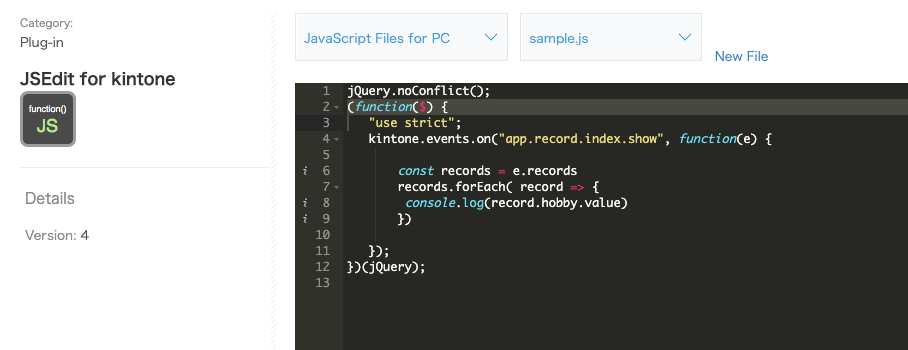 Category:
Plug-in
JSEdit for kintone
function()
JS
Details
Version: 4
JavaScript Files for PC
sample.js
New File
1 jQuery.noConflict();
2 (function($) {
3 "use strict";
4 kintone.events.on("app.record.index.show", function(e) {
5
i 6 const records = e.records
7 records.forEach( record => {
i 8 console.log(record.hobby.value)
i 9 })
10
11 });
12 })(jQuery);
13